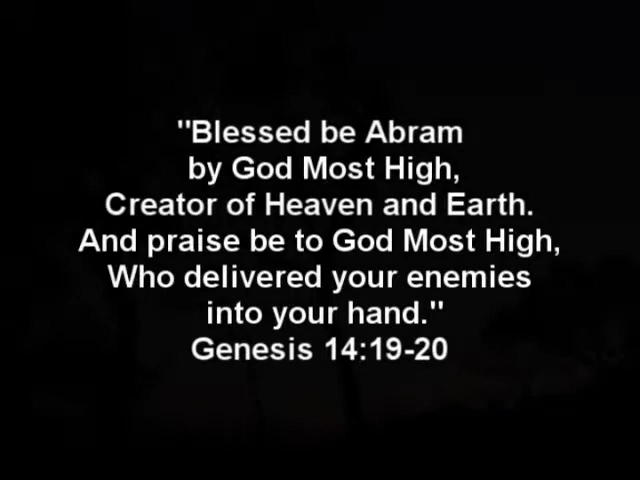 "Blessed be Abram
by God Most High,
Creator of Heaven and Earth.
And praise be to God Most High,
Who delivered your enemies
into your hand."
Genesis 14:19-20